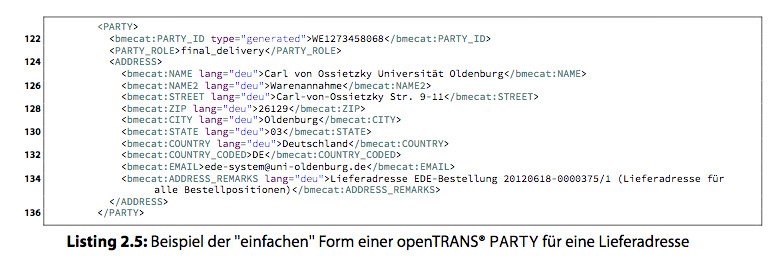 <PARTY>
122 <bmecat:PARTY_ID type="generated">WE1273458068</bmecat:PARTY_ID>
<PARTY_ROLE>final_delivery</PARTY_ROLE>
124 <ADDRESS>
<bmecat:NAME lang="deu">Carl von Ossietzky Universität Oldenburg</bmecat:NAME>
126 <bmecat:NAME2 lang="deu">Warenannahme</bmecat:NAME2>
<bmecat:STREET lang="deu">Carl-von-Ossietzky Str. 9-11</bmecat:STREET>
128 <bmecat:ZIP lang="deu">26129</bmecat:ZIP>
<bmecat:CITY lang="deu">Oldenburg</bmecat:CITY>
130 <bmecat:STATE lang="deu">03</bmecat:STATE>
<bmecat:COUNTRY lang="deu">Deutschland</bmecat:COUNTRY>
132 <bmecat:COUNTRY_CODED>DE</bmecat:COUNTRY_CODED>
<bmecat:EMAIL>ede-system@uni-oldenburg.de</bmecat:EMAIL>
134 <bmecat:ADDRESS_REMARKS lang="deu">Lieferadresse EDE-Bestellung 20120618-0000375/1 (Lieferadresse für
alle Bestellpositionen)</bmecat:ADDRESS_REMARKS>
</ADDRESS>
136 </PARTY>
Listing 2.5: Beispiel der "einfachen" Form einer openTRANS® PARTY für eine Lieferadresse